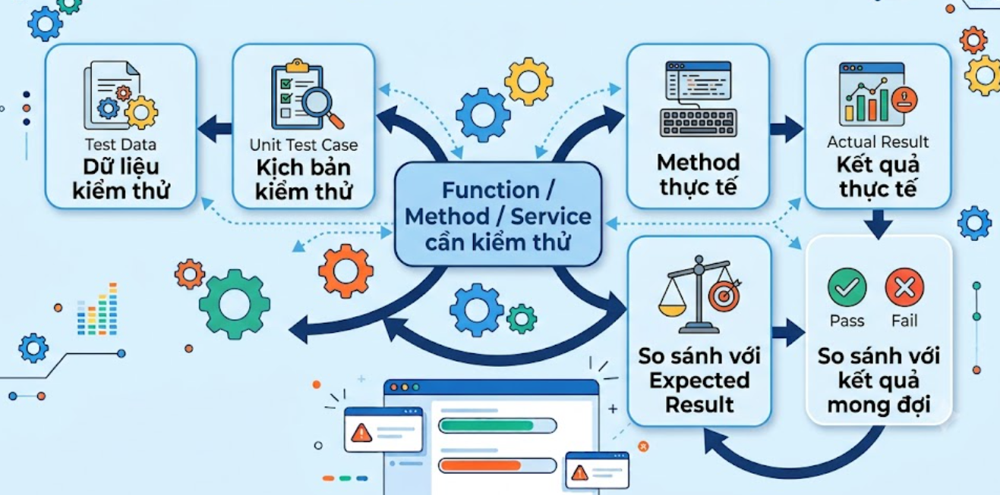 Test Data
Dữ liệu
kiểm thử
Unit Test Case
Kịch bản
kiểm thử
Function /
Method / Service
cần kiểm thử
Method
thực tế
Actual Result
Kết quả
thực tế
So sánh với
Expected
Result
Pass
Fail
So sánh với
kết quả
mong đợi